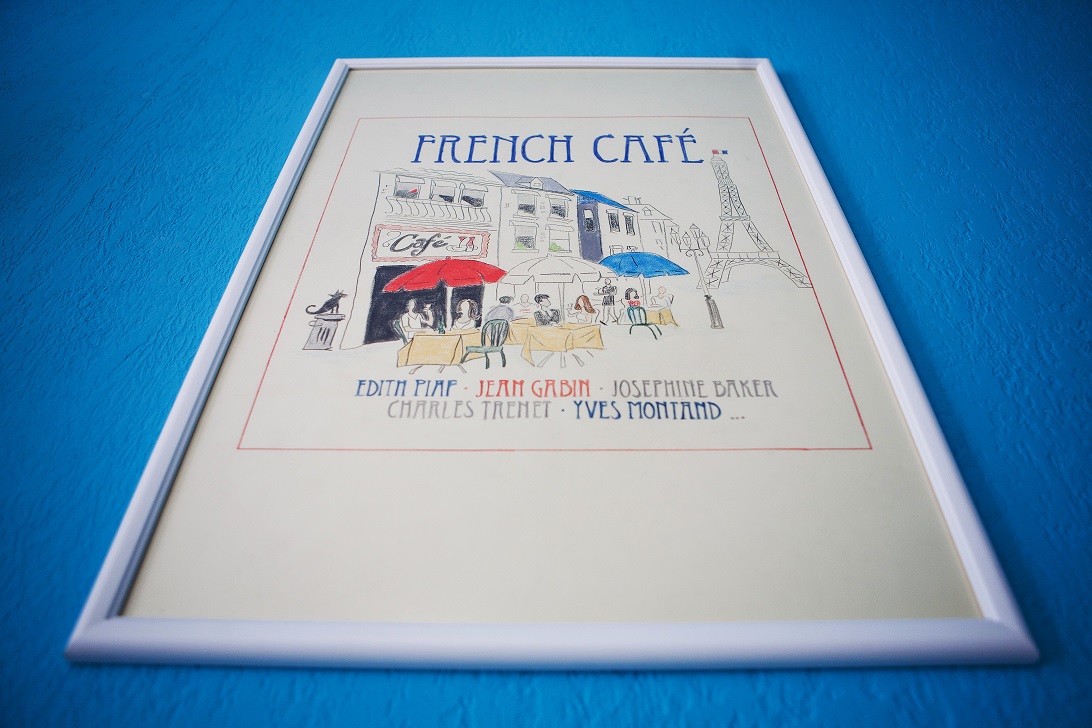 FRENCH CAFÉ
Café
EDITH PIAF · JEAN GABIN · JOSEPHINE BAKER
CHARLES TRENET · YVES MONTAND ...